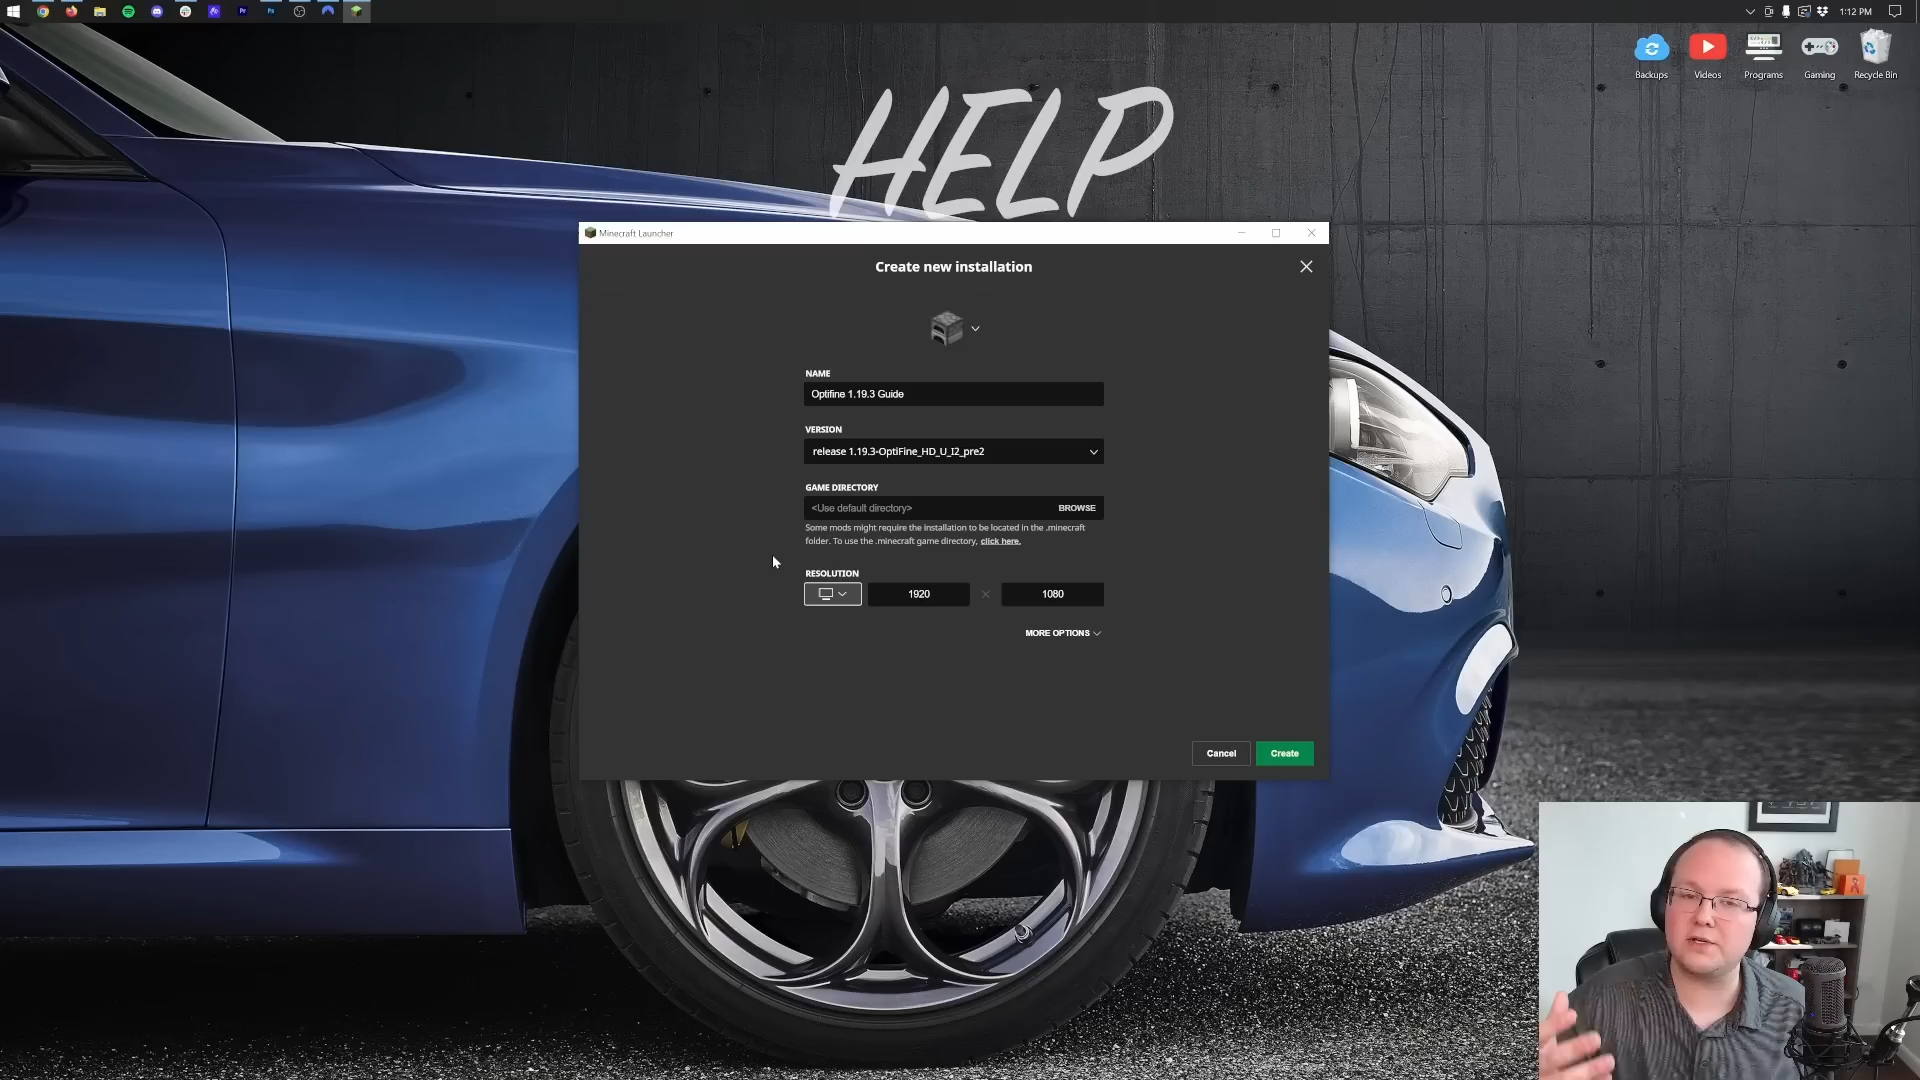 1:12 PM
Backups
Videos
Programs
Gaming
Recycle Bin
HELP
Minecraft Launcher
Create new installation
NAME
Optifine 1.19.3 Guide
VERSION
release 1.19.3-OptiFine_HD_U_I2_pre2
GAME DIRECTORY
<Use default directory>
BROWSE
Some mods might require the installation to be located in the .minecraft
folder. To use the .minecraft game directory, click here.
RESOLUTION
1920
1080
MORE OPTIONS
Cancel
Create